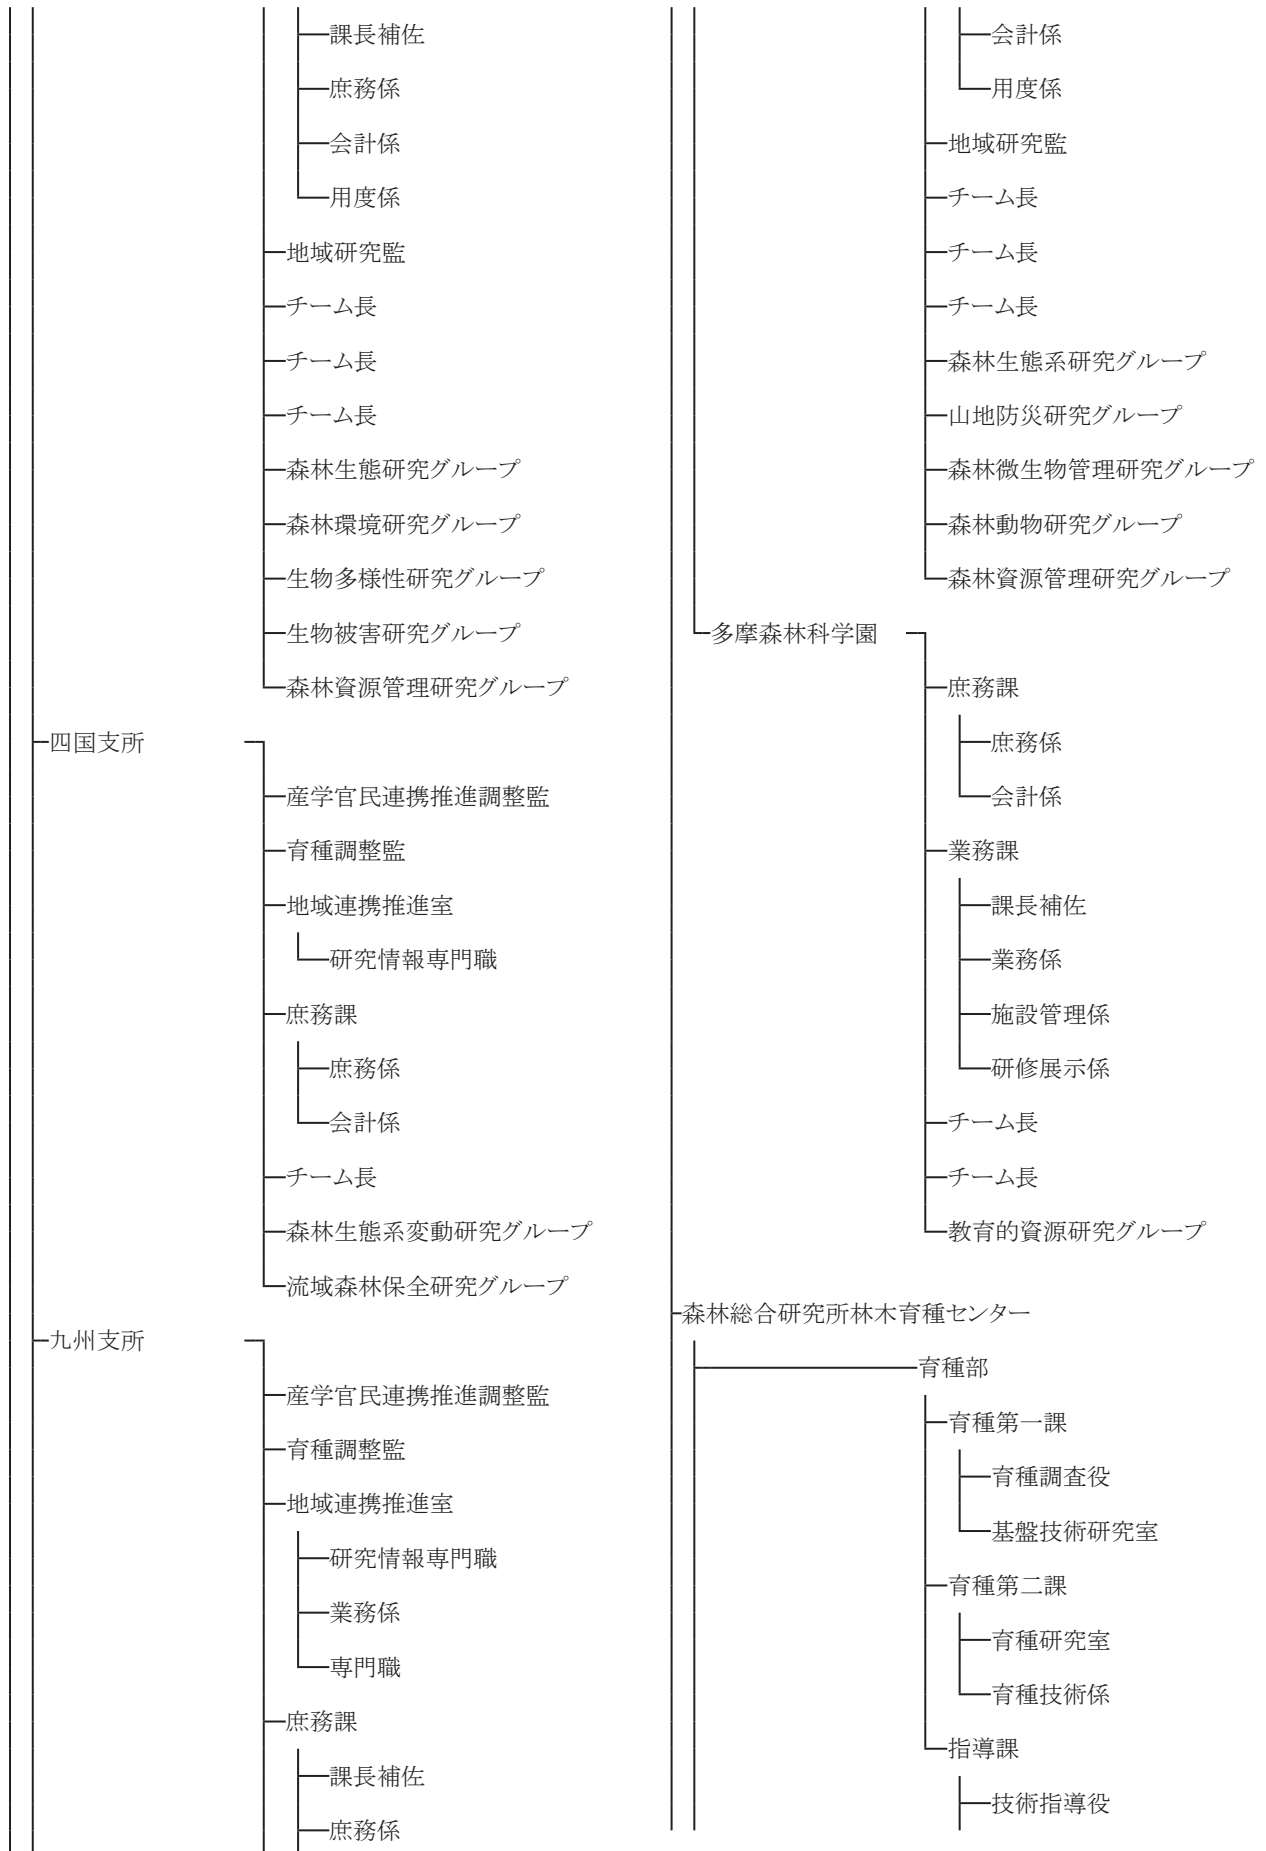 課長補佐
庶務係
会計係
用度係
地域研究監
チーム長
チーム長
チーム長
森林生態研究グループ
森林環境研究グループ
生物多様性研究グループ
生物被害研究グループ
森林資源管理研究グループ
四国支所
産学官民連携推進調整監
育種調整監
地域連携推進室
研究情報専門職
庶務課
庶務係
会計係
チーム長
森林生態系変動研究グループ
流域森林保全研究グループ
九州支所
産学官民連携推進調整監
育種調整監
地域連携推進室
研究情報専門職
業務係
専門職
庶務課
課長補佐
庶務係
会計係
用度係
地域研究監
チーム長
チーム長
チーム長
森林生態系研究グループ
山地防災研究グループ
森林微生物管理研究グループ
森林動物研究グループ
森林資源管理研究グループ
多摩森林科学園
庶務課
庶務係
会計係
業務課
課長補佐
業務係
施設管理係
研修展示係
チーム長
チーム長
教育的資源研究グループ
森林総合研究所林木育種センター
育種部
育種第一課
育種調査役
基盤技術研究室
育種第二課
育種研究室
育種技術係
指導課
技術指導役